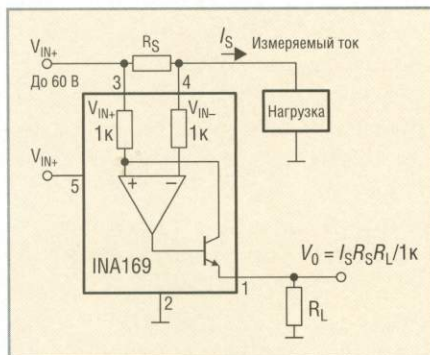 V_IN+
До 60 В
R_S
I_S
Измеряемый ток
3
4
Нагрузка
V_IN+
1к
V_IN−
1к
V_IN+
5
+
−
INA169
1
2
V_0 = I_S R_S R_L/1к
R_L